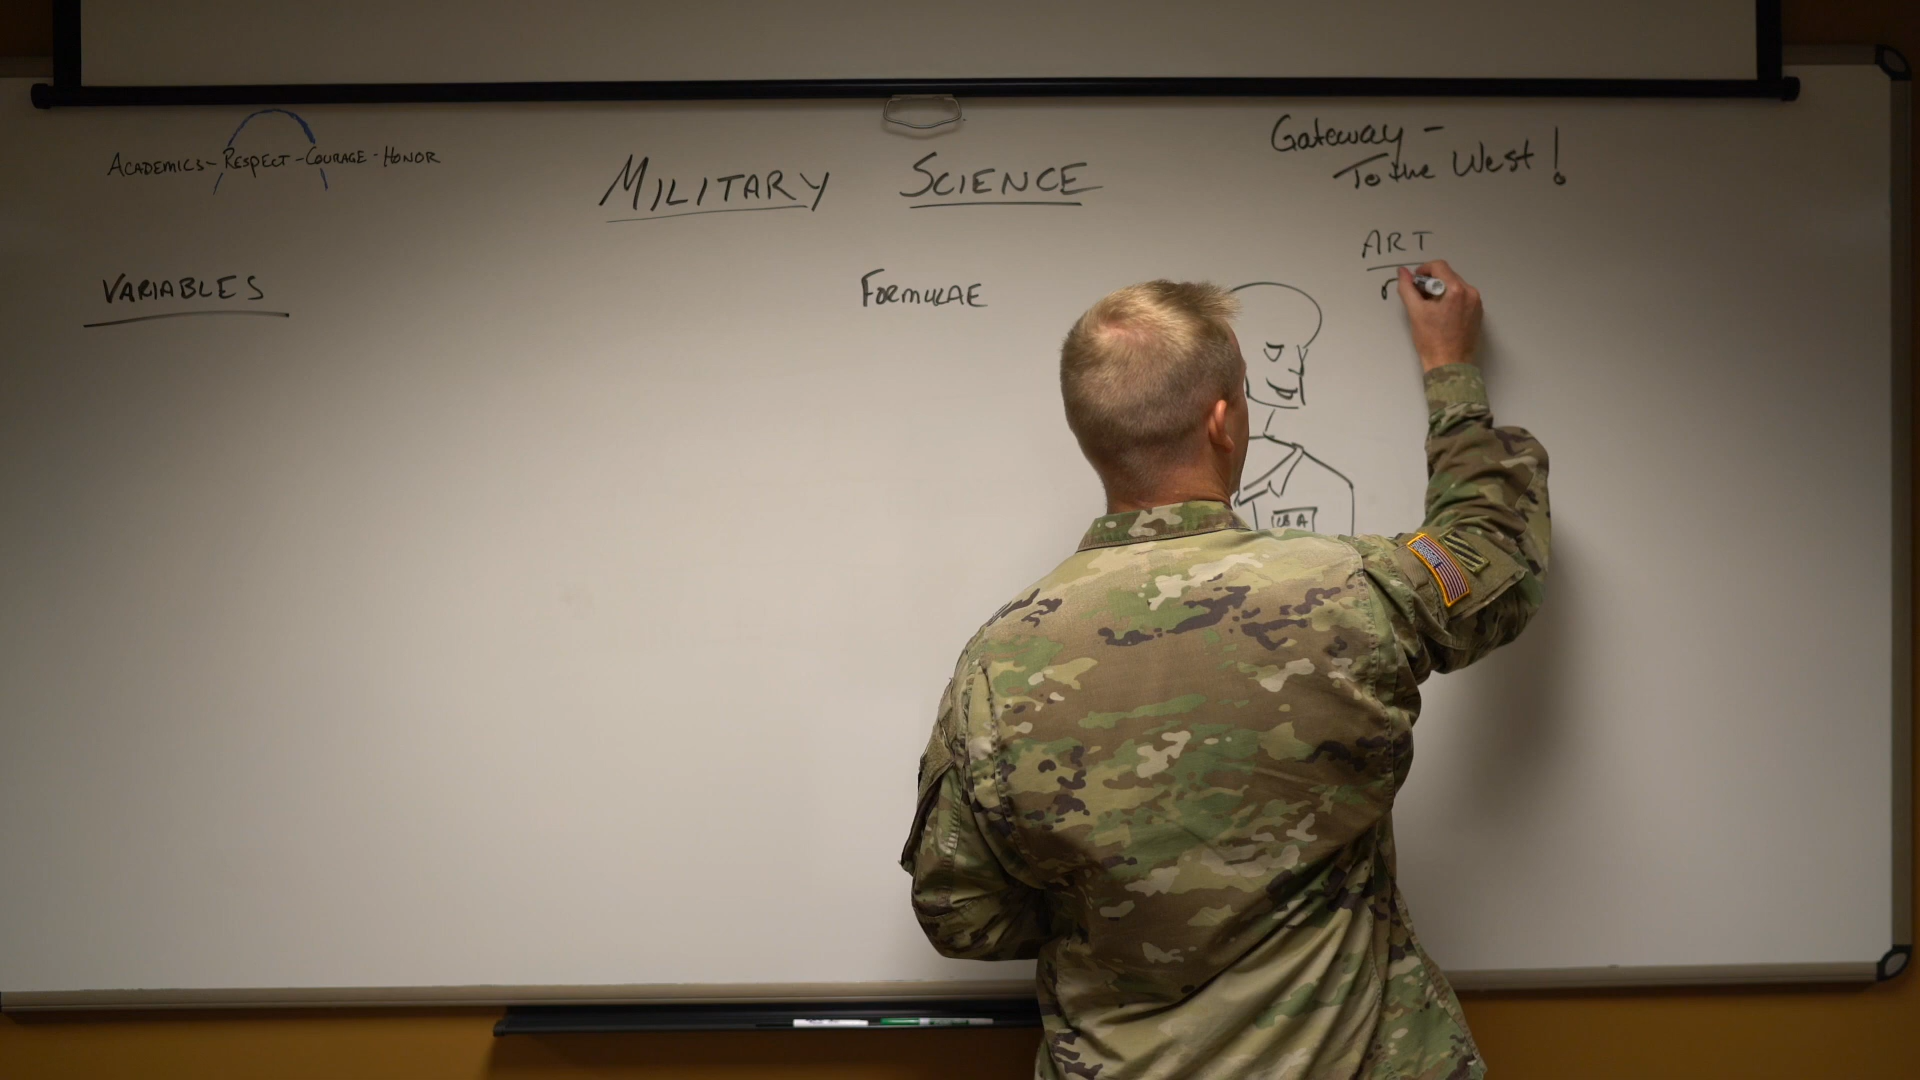 ACADEMICS - RESPECT - COURAGE - HONOR
MILITARY SCIENCE
Gateway -
To the West!
ART
VARIABLES
FORMULAE